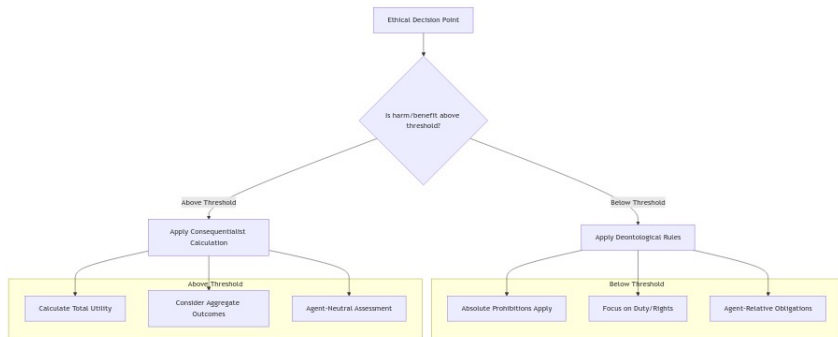 Ethical Decision Point
Is harm/benefit above
threshold?
Above Threshold
Below Threshold
Apply Consequentialist
Calculation
Apply Deontological Rules
Above Threshold
Below Threshold
Calculate Total Utility
Consider Aggregate
Outcomes
Agent-Neutral Assessment
Absolute Prohibitions Apply
Focus on Duty/Rights
Agent-Relative Obligations